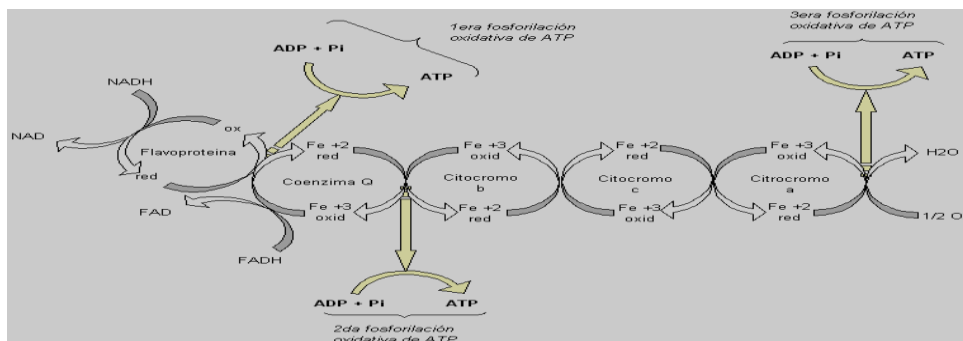 1era fosforilación
oxidativa de ATP
ADP + Pi
ATP
3era fosforilación
oxidativa de ATP
ADP + Pi
ATP
NADH
NAD
ox
Flavoproteina
red
FAD
FADH
Fe +2
red
Coenzima Q
Fe +3
oxid
Fe +3
oxid
Citocromo
b
Fe +2
red
Fe +2
red
Citocromo
c
Fe +3
oxid
Fe +3
oxid
Citrocromo
a
Fe +2
red
H2O
1/2 O
ADP + Pi
ATP
2da fosforilación
oxidativa de ATP